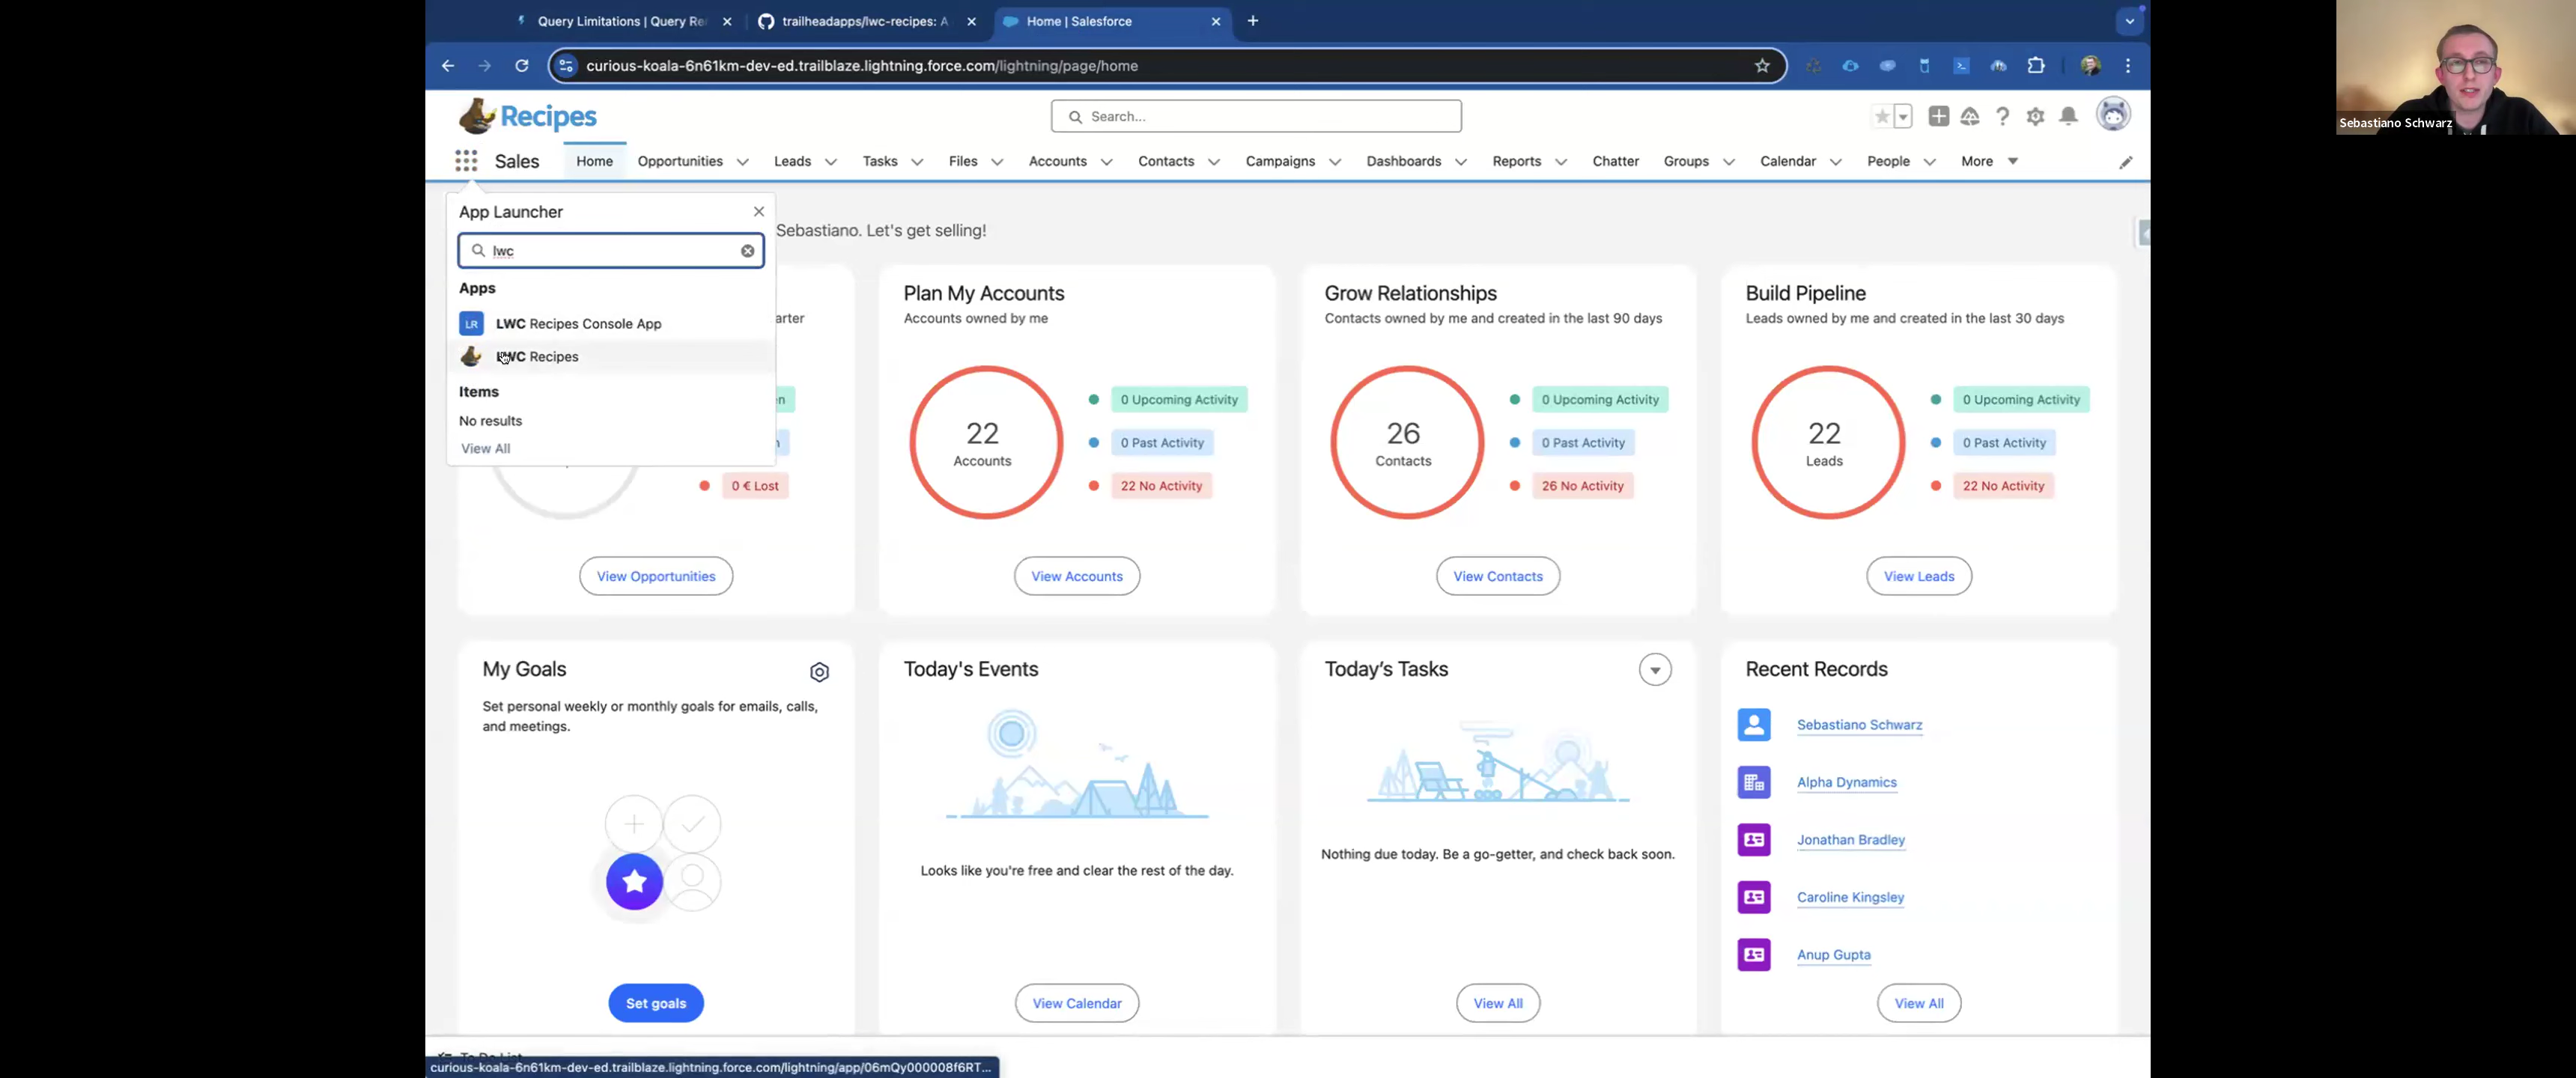 Query Limitations | Query Re
trailheadapps/lwc-recipes: A
Home | Salesforce
curious-koala-6n61km-dev-ed.trailblaze.lightning.force.com/lightning/page/home
Recipes
Search...
Sebastiano Schwarz
Sales
Home
Opportunities
Leads
Tasks
Files
Accounts
Contacts
Campaigns
Dashboards
Reports
Chatter
Groups
Calendar
People
More
App Launcher
lwc
Apps
LR
LWC Recipes Console App
LWC Recipes
Items
No results
View All
Sebastiano. Let's get selling!
0 € Lost
View Opportunities
Plan My Accounts
Accounts owned by me
22
Accounts
0 Upcoming Activity
0 Past Activity
22 No Activity
View Accounts
Grow Relationships
Contacts owned by me and created in the last 90 days
26
Contacts
0 Upcoming Activity
0 Past Activity
26 No Activity
View Contacts
Build Pipeline
Leads owned by me and created in the last 30 days
22
Leads
0 Upcoming Activity
0 Past Activity
22 No Activity
View Leads
My Goals
Set personal weekly or monthly goals for emails, calls,
and meetings.
Set goals
Today's Events
Looks like you're free and clear the rest of the day.
View Calendar
Today's Tasks
Nothing due today. Be a go-getter, and check back soon.
View All
Recent Records
Sebastiano Schwarz
Alpha Dynamics
Jonathan Bradley
Caroline Kingsley
Anup Gupta
View All
To Do List
curious-koala-6n61km-dev-ed.trailblaze.lightning.force.com/lightning/app/06mQy000008f6RT...